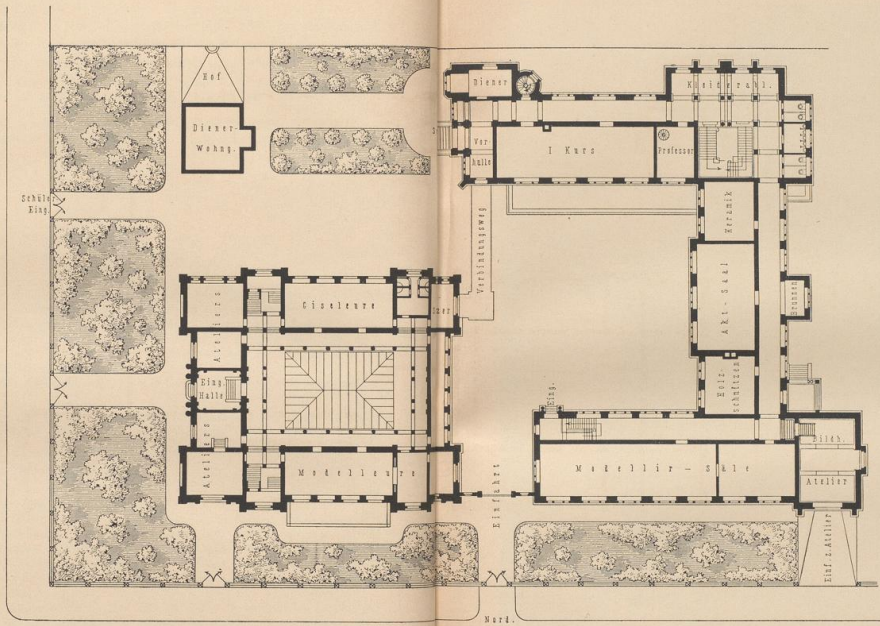 Hof
Diener-
Wohng.
Diener
Kleiderabl.
Vor
halle
I Kurs
Professor
Schüler
Eing.
Verbindungsweg
Keramik
Akt-Saal
Brunnen
Holz
schnitzen
Ateliers
Ciseleure
Eing.
Halle
Ateliers
Modelleure
Eing.
Einfahrt
Modellir-Säle
Bildh.
Atelier
Einf. z. Atelier
Nord.